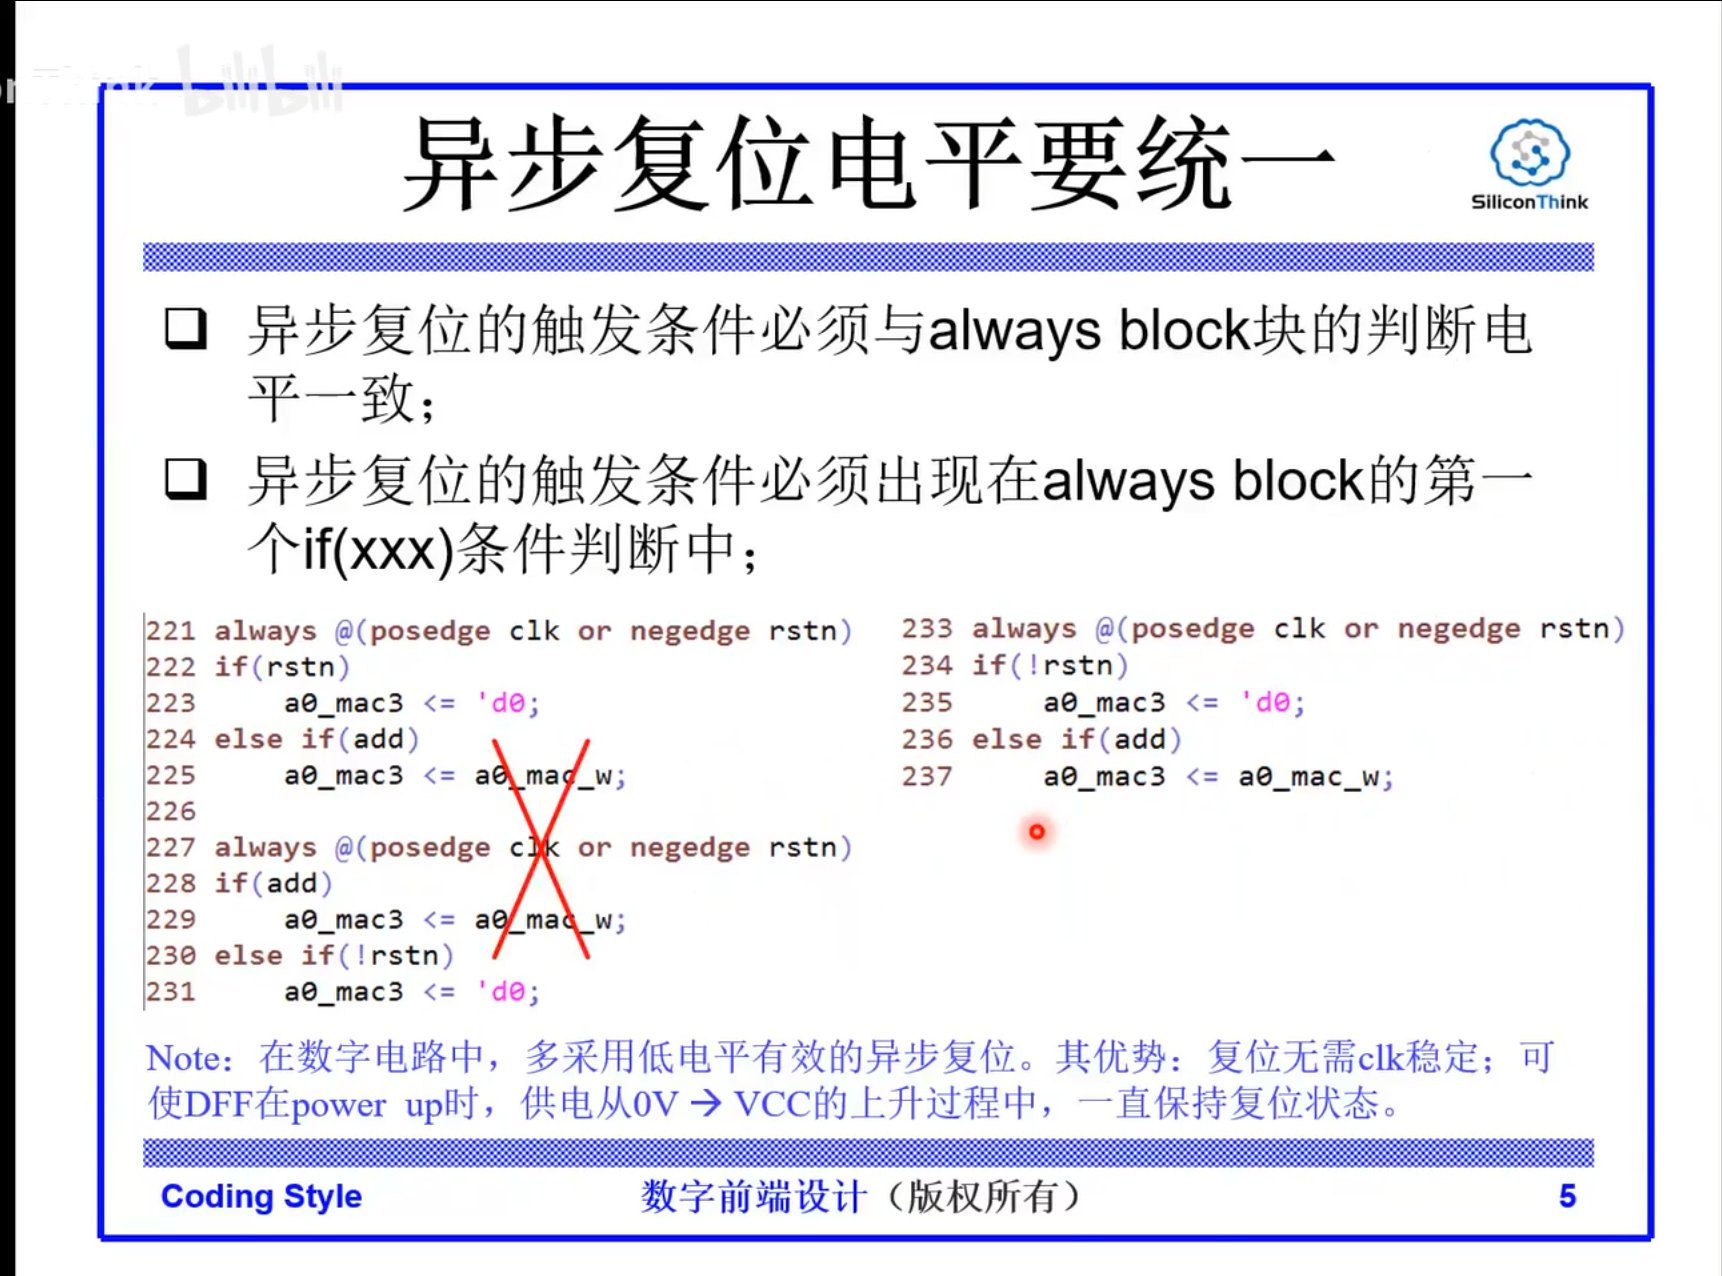 bilibili
异步复位电平要统一
SiliconThink
异步复位的触发条件必须与always block块的判断电
平一致；
异步复位的触发条件必须出现在always block的第一
个if(xxx)条件判断中；
221 always @(posedge clk or negedge rstn)
222 if(rstn)
223     a0_mac3 <= 'd0;
224 else if(add)
225     a0_mac3 <= a0_mac_w;
226
227 always @(posedge clk or negedge rstn)
228 if(add)
229     a0_mac3 <= a0_mac_w;
230 else if(!rstn)
231     a0_mac3 <= 'd0;
233 always @(posedge clk or negedge rstn)
234 if(!rstn)
235     a0_mac3 <= 'd0;
236 else if(add)
237     a0_mac3 <= a0_mac_w;
Note：在数字电路中，多采用低电平有效的异步复位。其优势：复位无需clk稳定；可
使DFF在power up时，供电从0V → VCC的上升过程中，一直保持复位状态。
Coding Style
数字前端设计（版权所有）
5